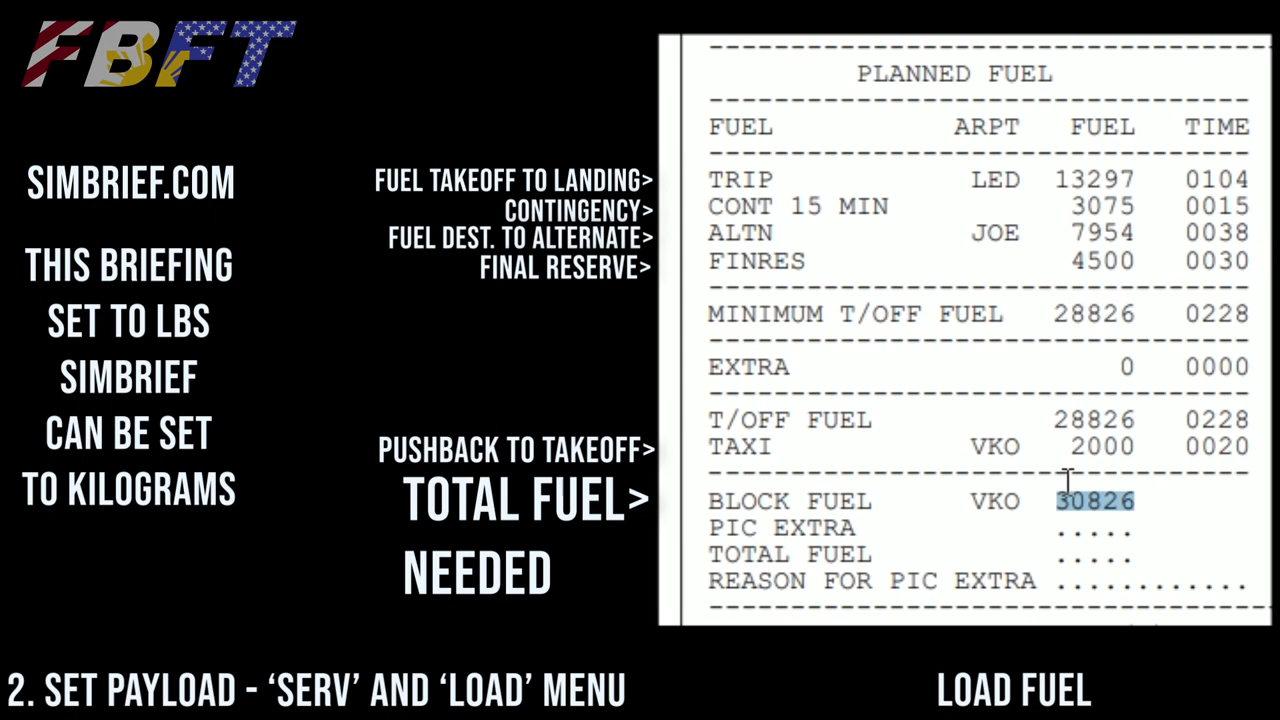 FBFT
SIMBRIEF.COM
THIS BRIEFING
SET TO LBS
SIMBRIEF
CAN BE SET
TO KILOGRAMS
FUEL TAKEOFF TO LANDING>
CONTINGENCY>
FUEL DEST. TO ALTERNATE>
FINAL RESERVE>
PUSHBACK TO TAKEOFF>
TOTAL FUEL>
NEEDED
PLANNED FUEL
FUEL ARPT FUEL TIME
TRIP LED 13297 0104
CONT 15 MIN 3075 0015
ALTN JOE 7954 0038
FINRES 4500 0030
MINIMUM T/OFF FUEL 28826 0228
EXTRA 0 0000
T/OFF FUEL 28826 0228
TAXI VKO 2000 0020
BLOCK FUEL VKO 30826
PIC EXTRA .....
TOTAL FUEL .....
REASON FOR PIC EXTRA ............
2. SET PAYLOAD - ‘SERV’ AND ‘LOAD’ MENU
LOAD FUEL